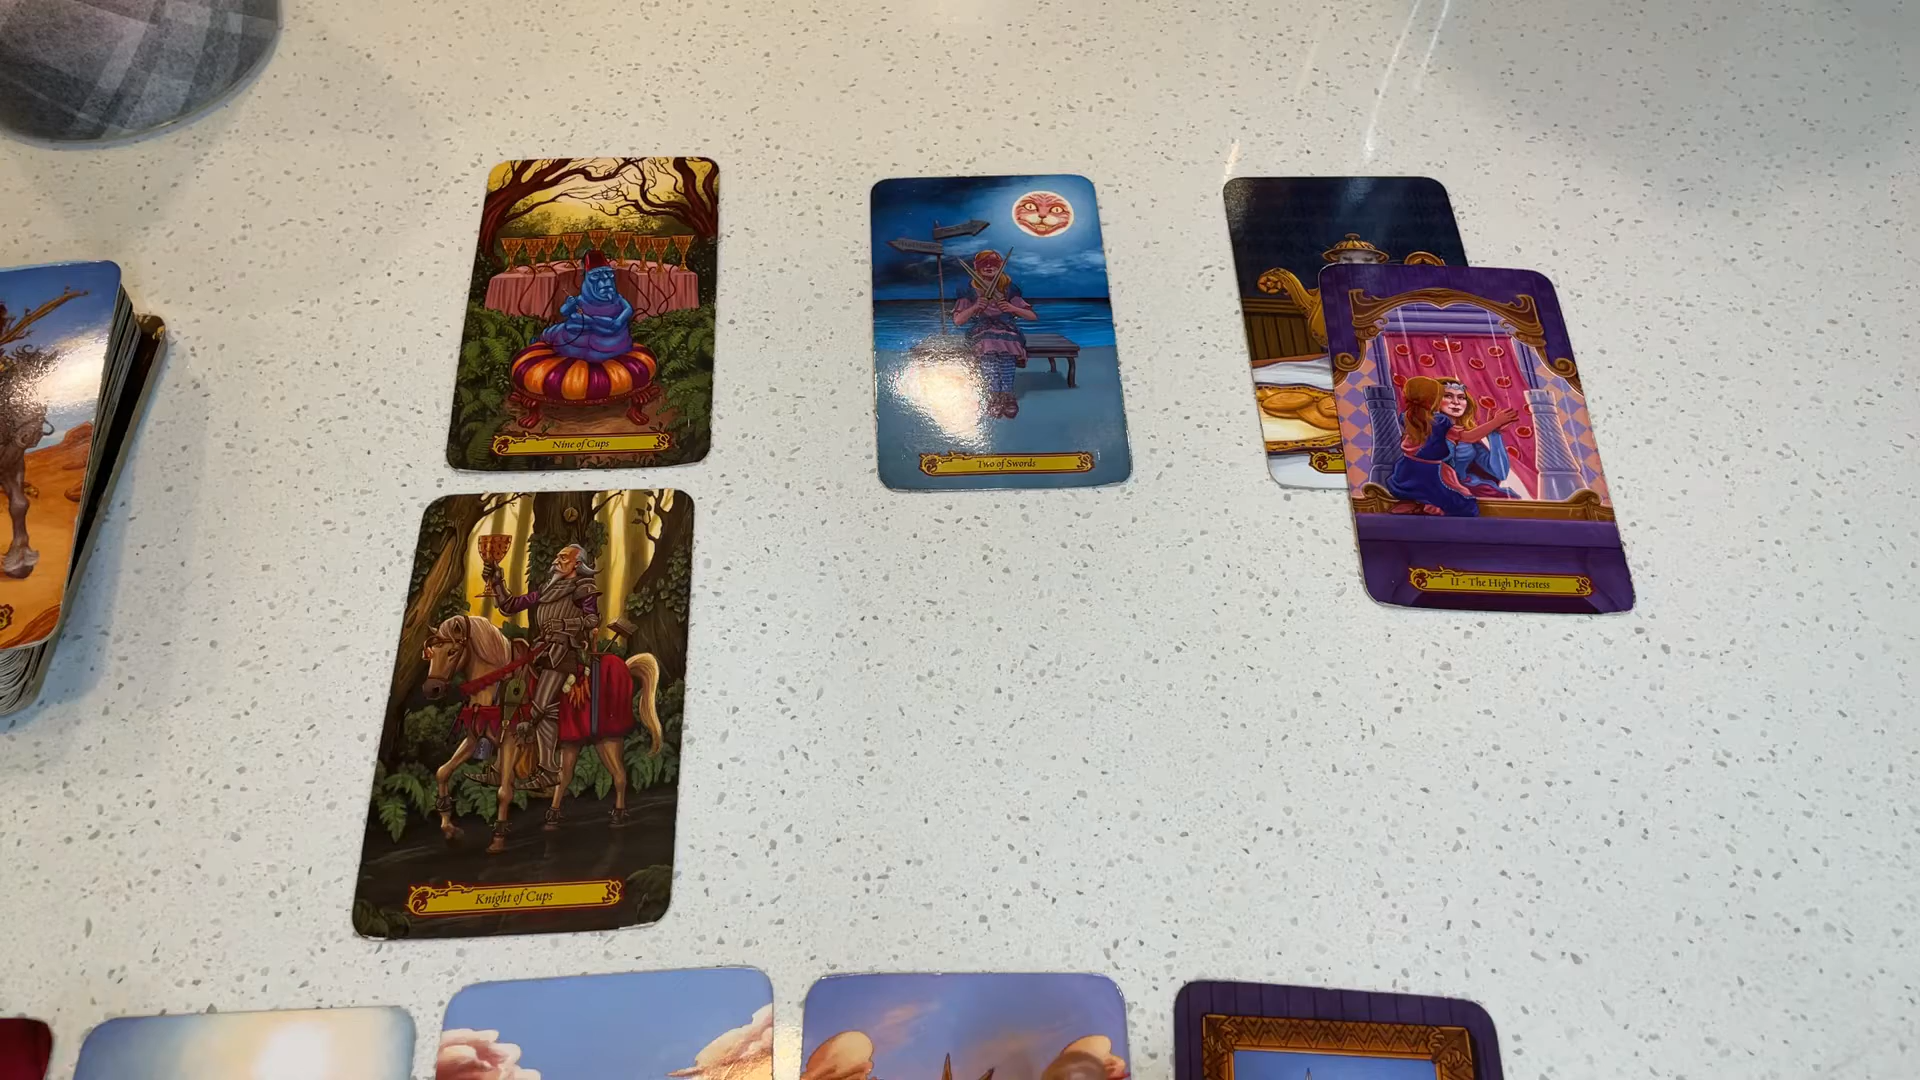 Nine of Cups
Two of Swords
II - The High Priestess
Knight of Cups